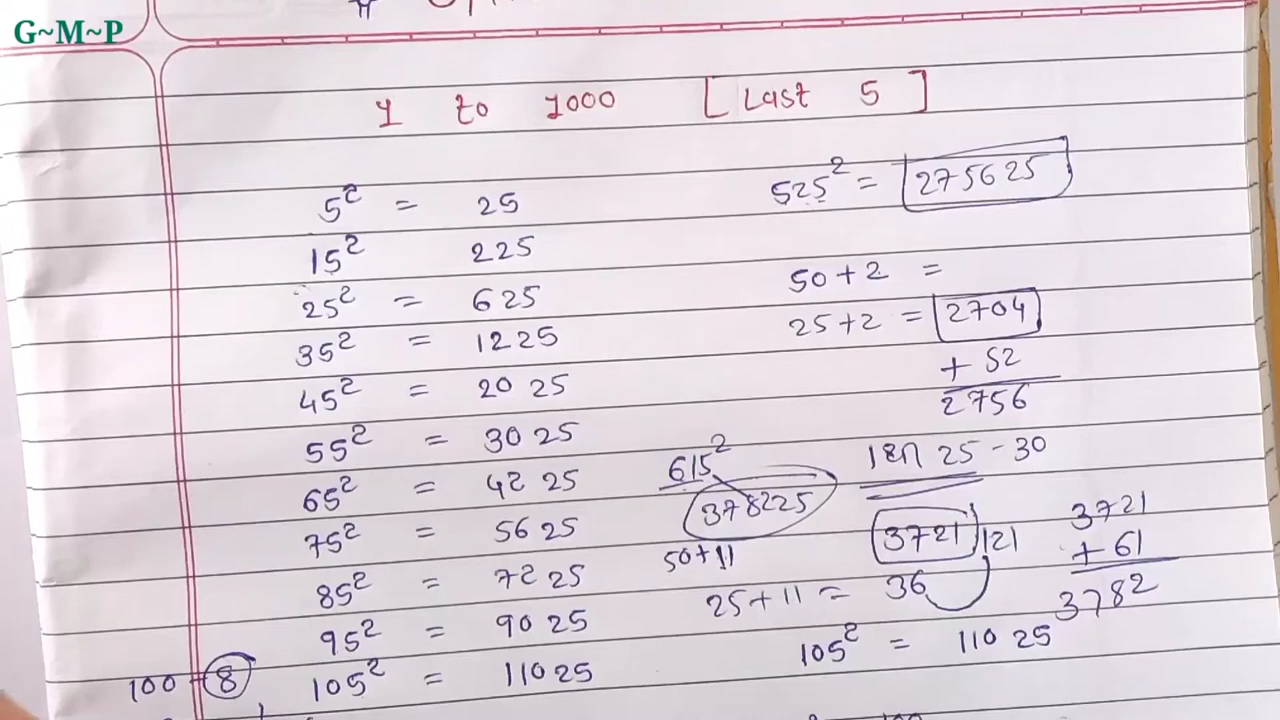 G~M~P
1 to 1000 [Last 5]
5² = 25
15² 225
25² = 625
35² = 1225
45² = 2025
55² = 3025
65² = 4225
75² = 5625
85² = 7225
95² = 9025
100 + 8
105² = 11025
525² = 275625
50+2 =
25+2 = 2704
+ 52
2756
25 - 30
615²
378225
50+11
3721 121
25+11 = 36
3721
+ 61
3782
105² = 11025